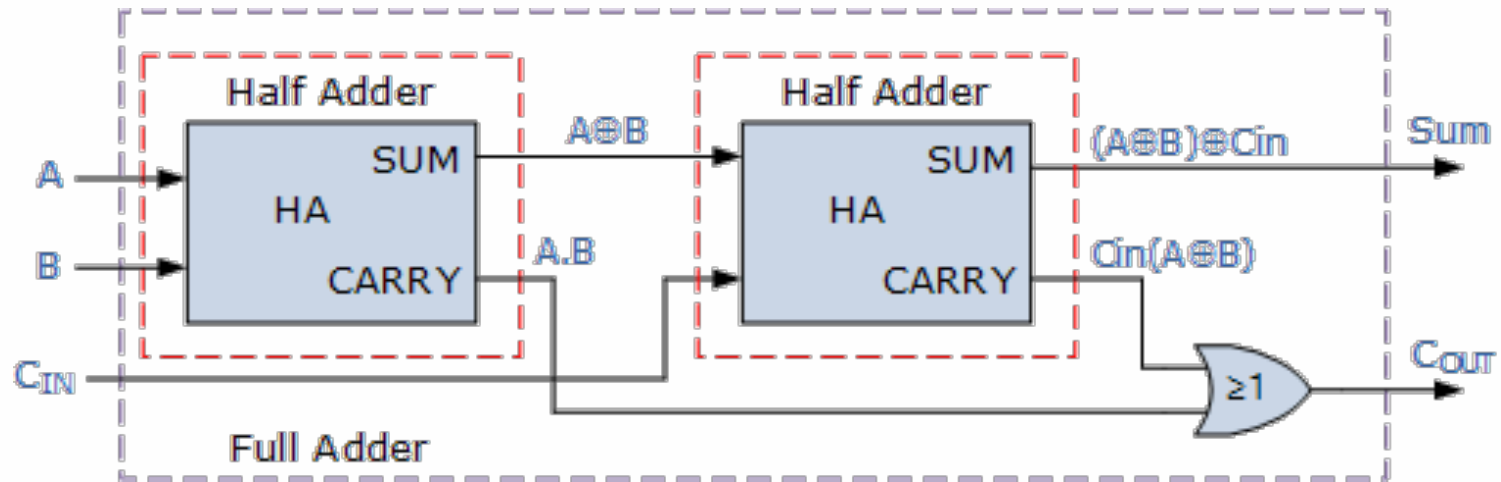 Half Adder
Half Adder
A⊕B
(A⊕B)⊕Cin
Sum
SUM
SUM
A
HA
HA
B
A.B
Cin(A⊕B)
CARRY
CARRY
CIN
COUT
≥1
Full Adder